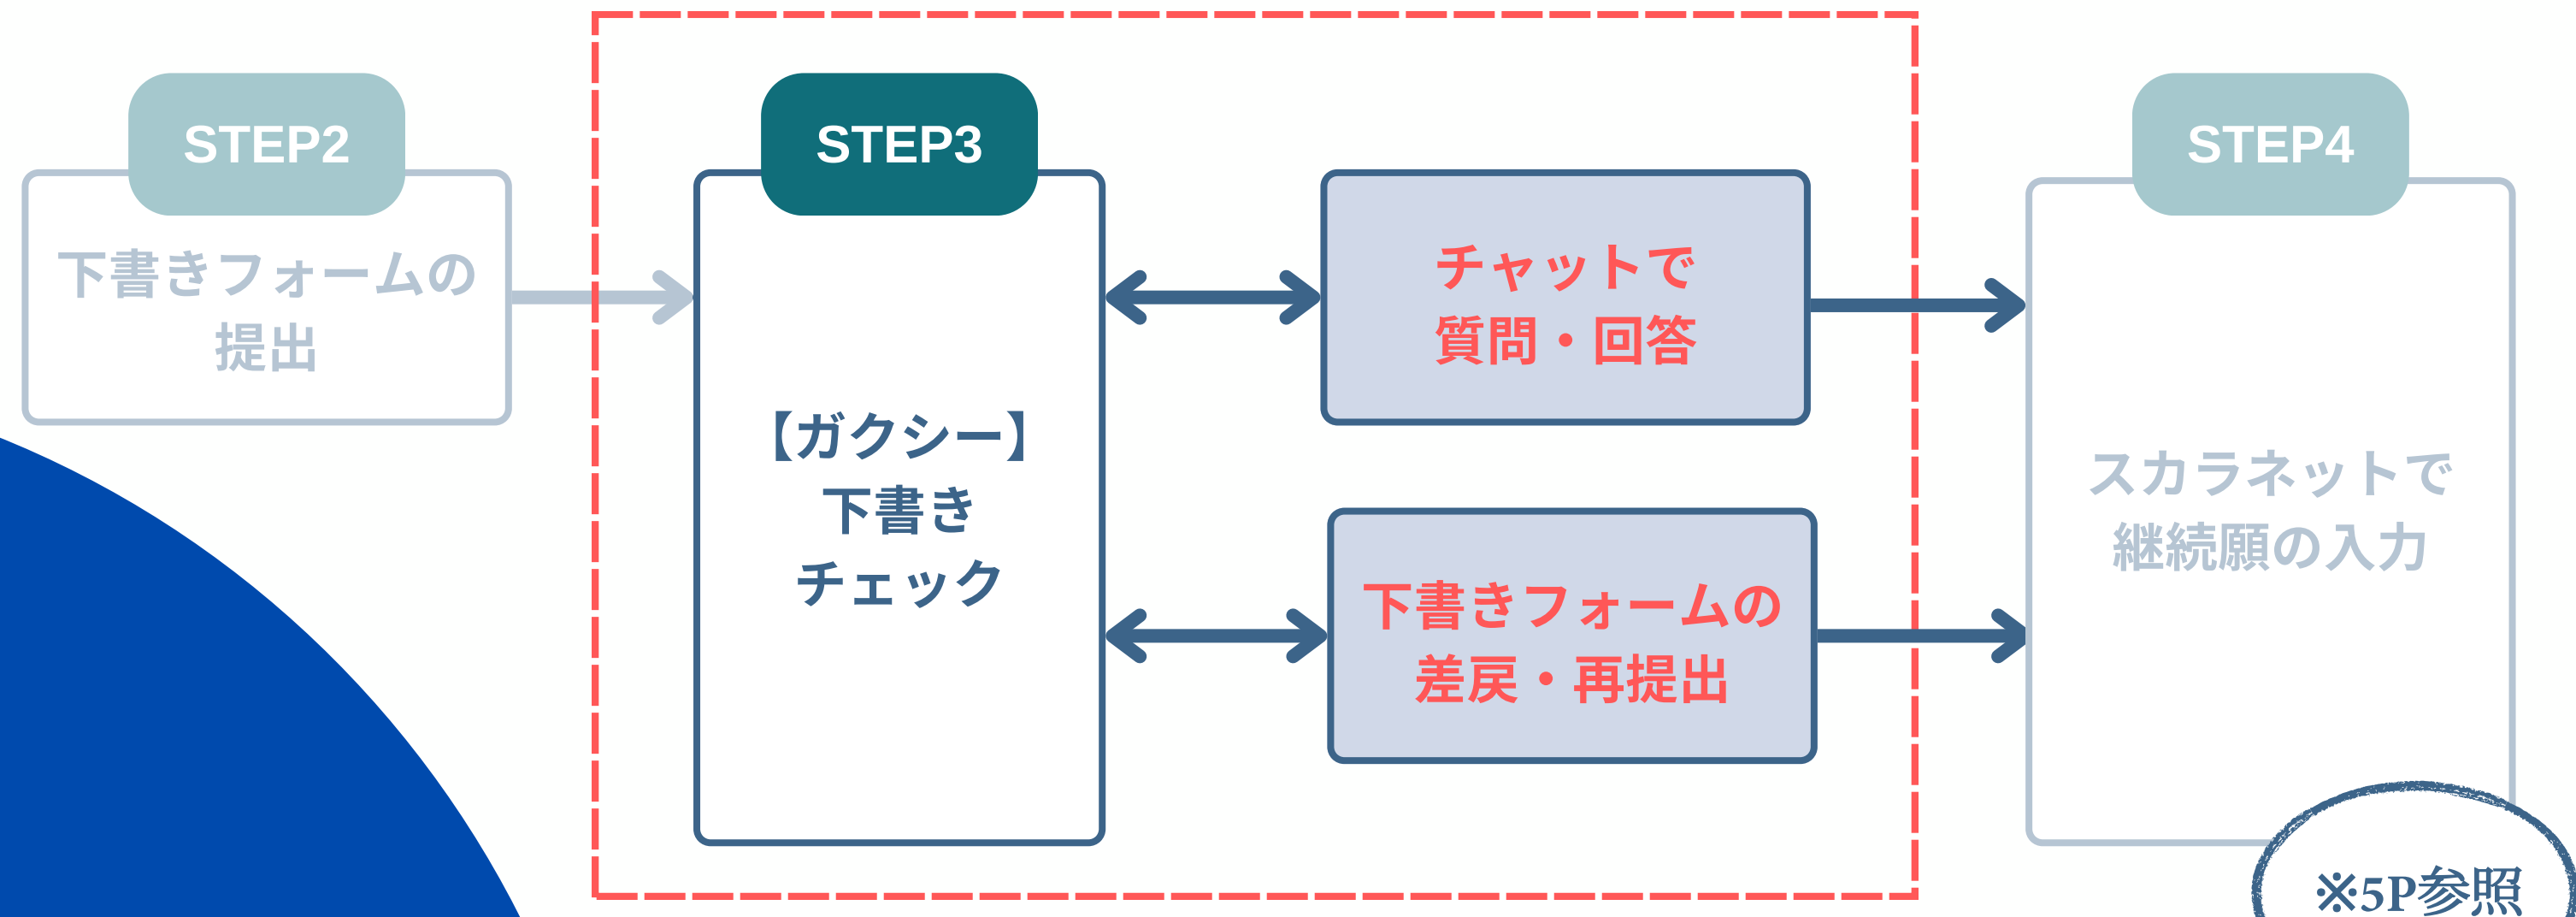 STEP2
下書きフォームの
提出
STEP3
【ガクシー】
下書き
チェック
チャットで
質問・回答
下書きフォームの
差戻・再提出
STEP4
スカラネットで
継続願の入力
※5P参照